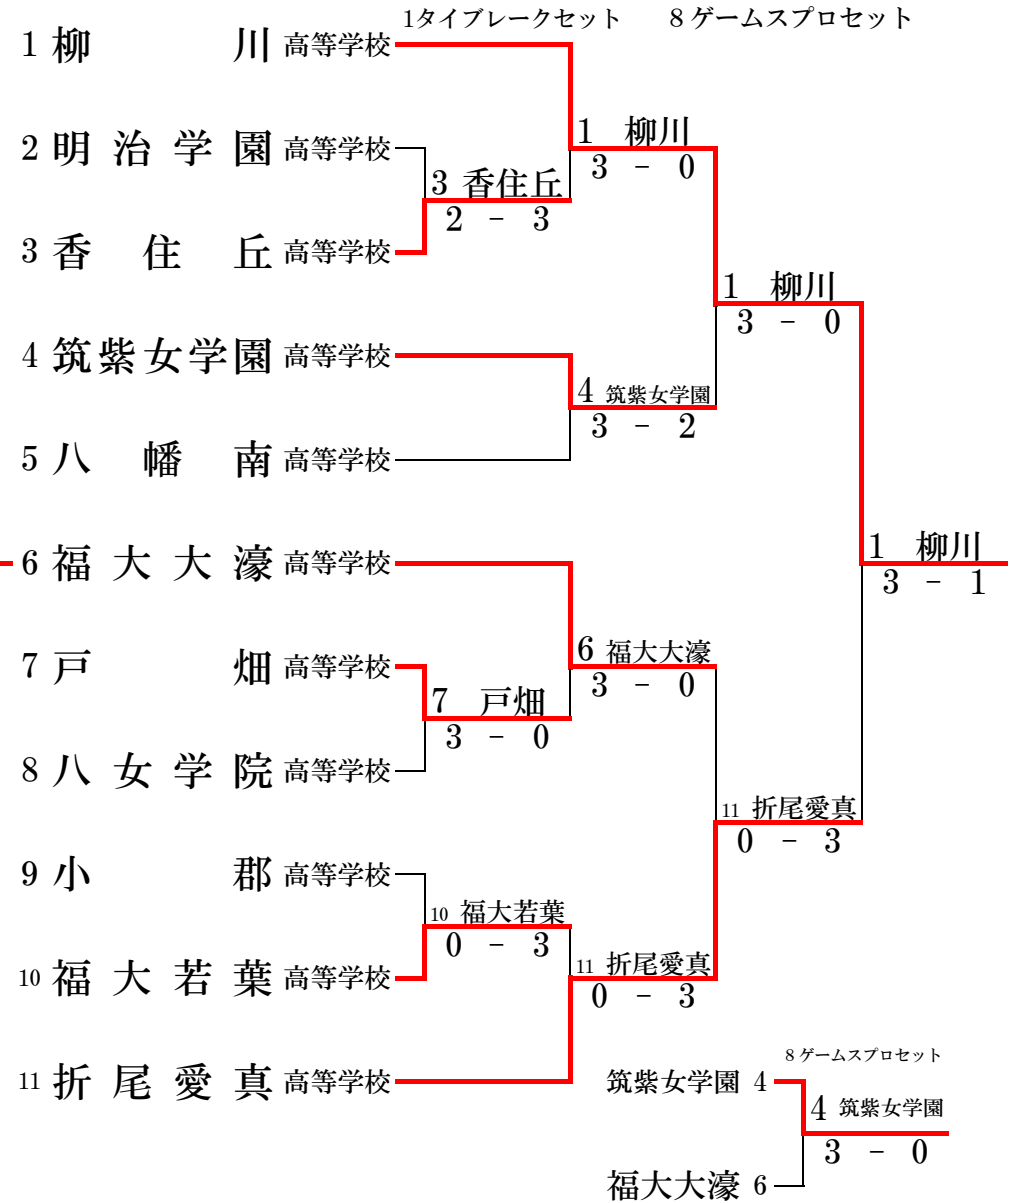 1タイブレークセット　８ゲームスプロセット
1 柳川 高等学校
1 柳川
3 － 0
2 明治学園 高等学校
3 香住丘
2 － 3
3 香住丘 高等学校
1 柳川
3 － 0
4 筑紫女学園 高等学校
4 筑紫女学園
3 － 2
5 八幡南 高等学校
1 柳川
3 － 1
6 福大大濠 高等学校
6 福大大濠
3 － 0
7 戸畑 高等学校
7 戸畑
3 － 0
8 八女学院 高等学校
11 折尾愛真
0 － 3
9 小郡 高等学校
10 福大若葉
0 － 3
10 福大若葉 高等学校
11 折尾愛真
0 － 3
11 折尾愛真 高等学校
８ゲームスプロセット
筑紫女学園 4
4 筑紫女学園
3 － 0
福大大濠 6